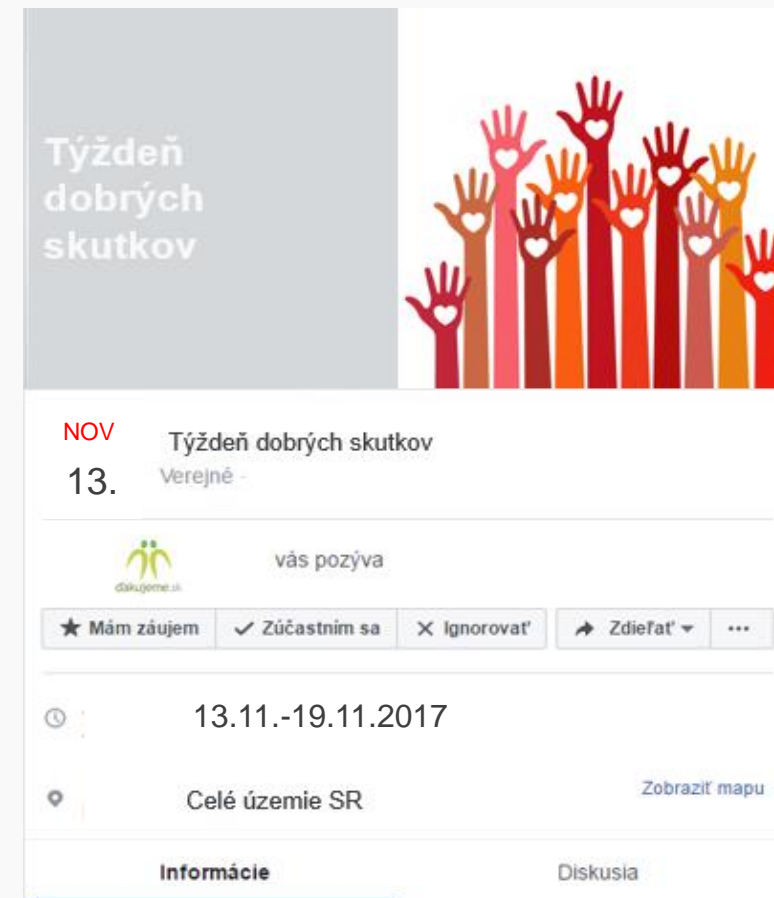 Týždeň
dobrých
skutkov
NOV
13.
Týždeň dobrých skutkov
Verejné -
ďakujeme.sk
vás pozýva
Mám záujem
Zúčastním sa
Ignorovať
Zdieľať
...
13.11.-19.11.2017
Celé územie SR
Zobraziť mapu
Informácie
Diskusia